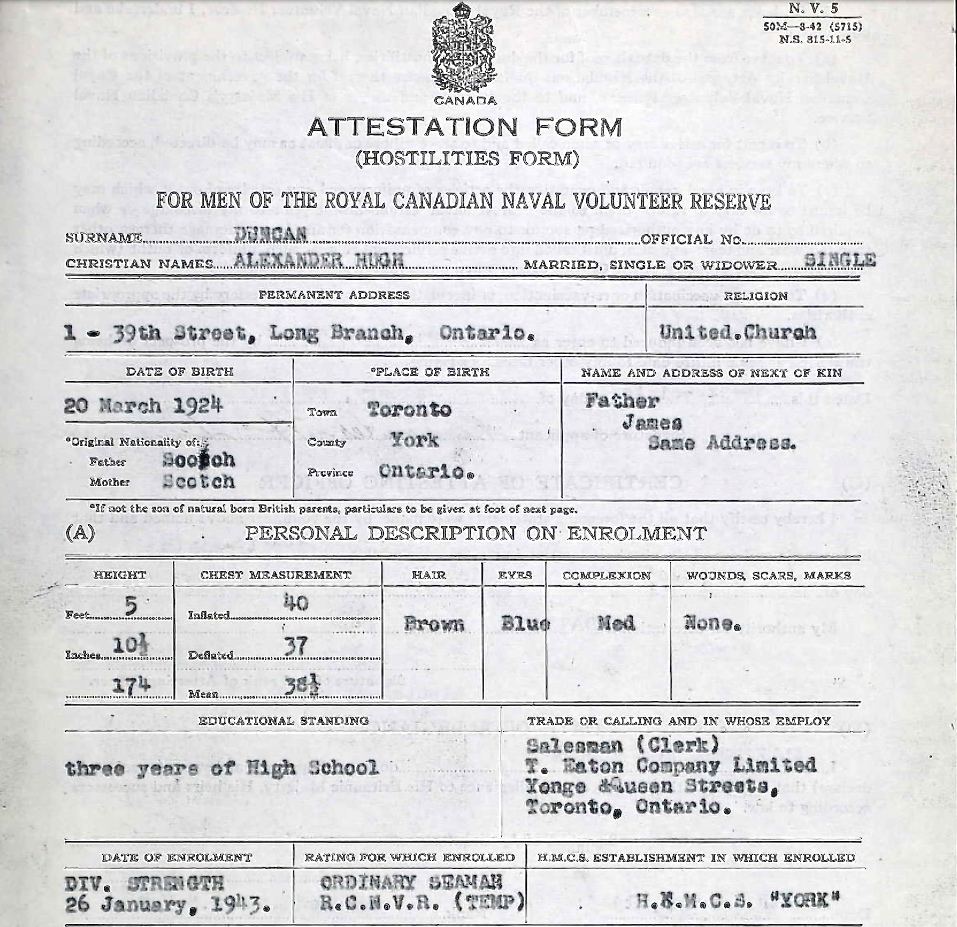 N. V. 5
50M—8-42 (5715)
N.S. 815-11-5
CANADA
ATTESTATION FORM
(HOSTILITIES FORM)
FOR MEN OF THE ROYAL CANADIAN NAVAL VOLUNTEER RESERVE
SURNAME DUNCAN OFFICIAL No.
CHRISTIAN NAMES ALEXANDER HUGH MARRIED, SINGLE OR WIDOWER SINGLE
PERMANENT ADDRESS RELIGION
1 - 39th Street, Long Branch, Ontario. United.Church
DATE OF BIRTH *PLACE OF BIRTH NAME AND ADDRESS OF NEXT OF KIN
20 March 1924 Town Toronto Father
James
*Original Nationality of: County York Same Address.
Father Scotch
Mother Scotch Province Ontario.
*If not the son of natural born British parents, particulars to be given at foot of next page.
(A) PERSONAL DESCRIPTION ON ENROLMENT
HEIGHT CHEST MEASUREMENT HAIR EYES COMPLEXION WOUNDS, SCARS, MARKS
Feet 5 Inflated 40 Brown Blue Med None.
Inches 10½ Deflated 37
174 Mean 38½
EDUCATIONAL STANDING TRADE OR CALLING AND IN WHOSE EMPLOY
three years of High School Salesman (Clerk)
T. Eaton Company Limited
Yonge &Queen Streets,
Toronto, Ontario.
DATE OF ENROLMENT RATING FOR WHICH ENROLLED H.M.C.S. ESTABLISHMENT IN WHICH ENROLLED
DIV. STRENGTH ORDINARY SEAMAN
26 January, 1943. R.C.N.V.R. (TEMP) H.M.C.S. "YORK"